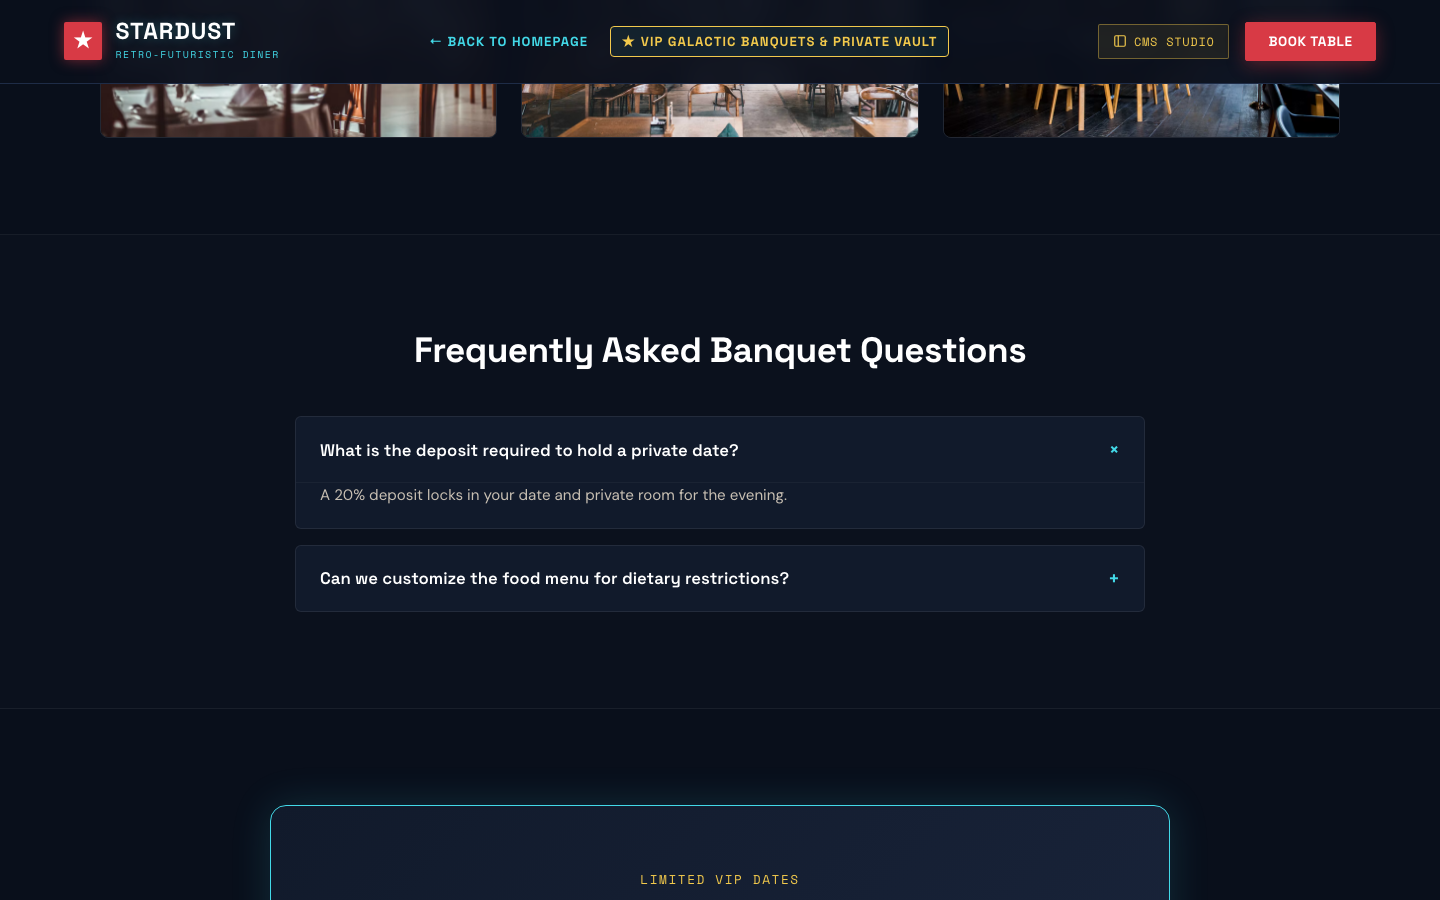 STARDUST
RETRO-FUTURISTIC DINER
← BACK TO HOMEPAGE
★ VIP GALACTIC BANQUETS & PRIVATE VAULT
CMS STUDIO
BOOK TABLE
Frequently Asked Banquet Questions
What is the deposit required to hold a private date?
A 20% deposit locks in your date and private room for the evening.
Can we customize the food menu for dietary restrictions?
LIMITED VIP DATES